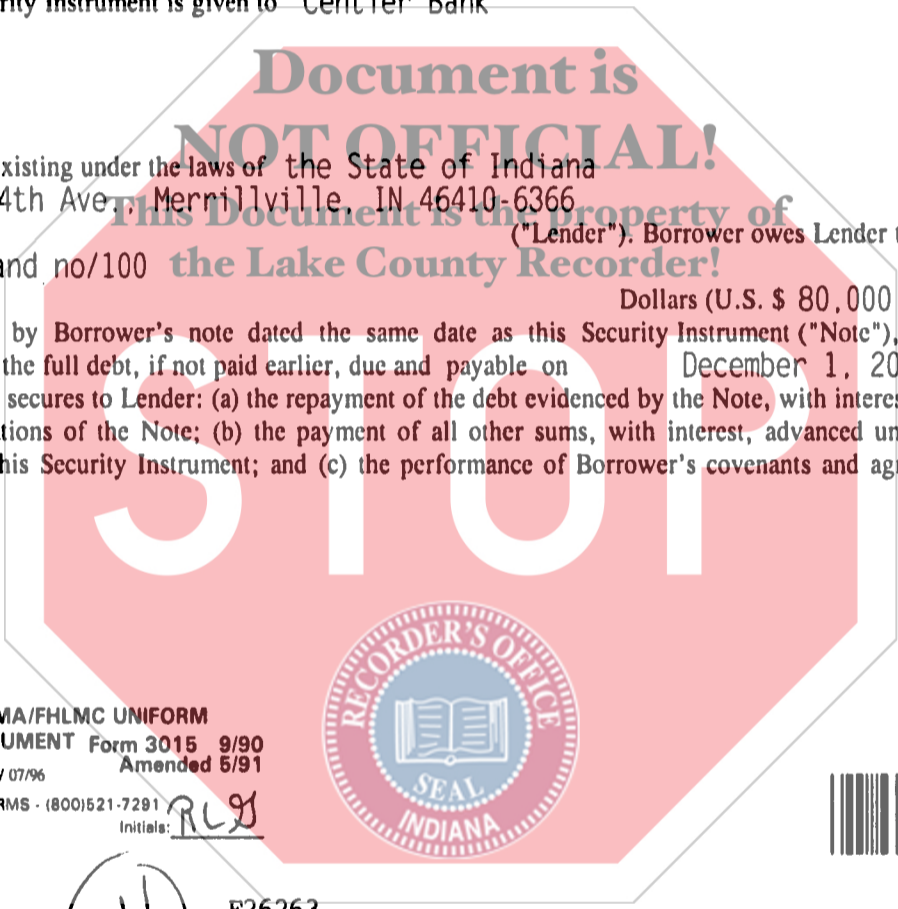 rity Instrument is given to Centier Bank
Document is
NOT OFFICIAL!
xisting under the laws of the State of Indiana
4th Ave., Merrillville, IN 46410-6366
This Document is the property of
("Lender"). Borrower owes Lender t
and no/100
the Lake County Recorder!
Dollars (U.S. $ 80,000
by Borrower's note dated the same date as this Security Instrument ("Note"),
the full debt, if not paid earlier, due and payable on December 1, 20
secures to Lender: (a) the repayment of the debt evidenced by the Note, with interes
tions of the Note; (b) the payment of all other sums, with interest, advanced un
his Security Instrument; and (c) the performance of Borrower's covenants and ag
STOP
RECORDER'S OFFICE
SEAL
INDIANA
MA/FHLMC UNIFORM
UMENT Form 3015 9/90
Amended 5/91
/ 07/96
RMS - (800)521-7291
Initials: RLG